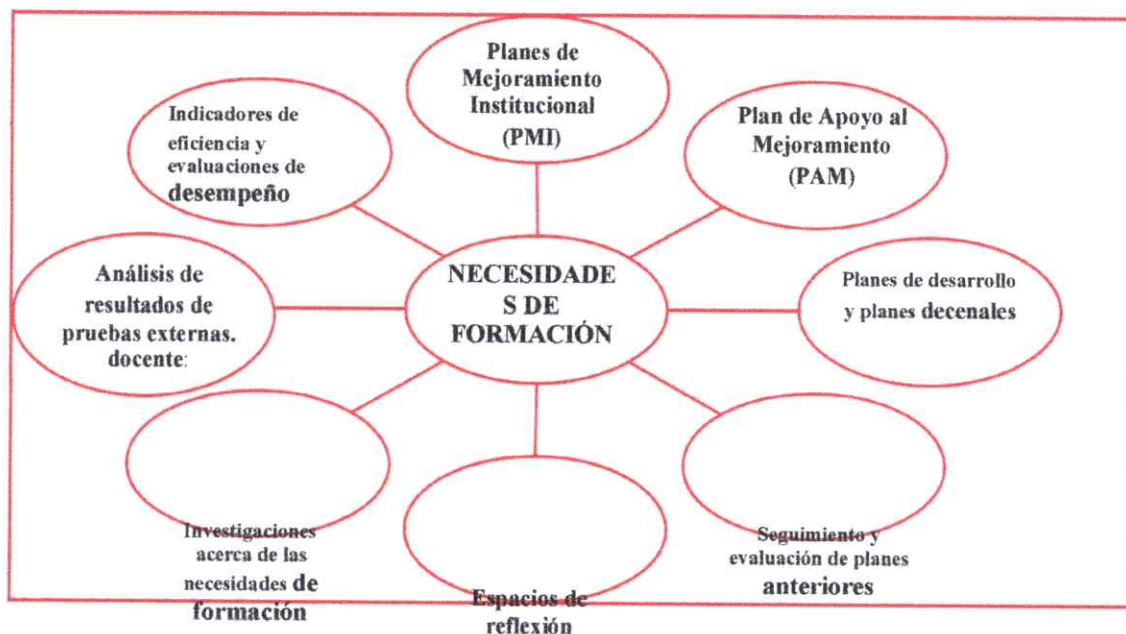 Planes de
Mejoramiento
Institucional
(PMI)
Indicadores de
eficiencia y
evaluaciones de
desempeño
Plan de Apoyo al
Mejoramiento
(PAM)
Análisis de
resultados de
pruebas externas.
docente:
NECESIDADE
S DE
FORMACIÓN
Planes de desarrollo
y planes decenales
Investigaciones
acerca de las
necesidades de
formación
Espacios de
reflexión
Seguimiento y
evaluación de planes
anteriores